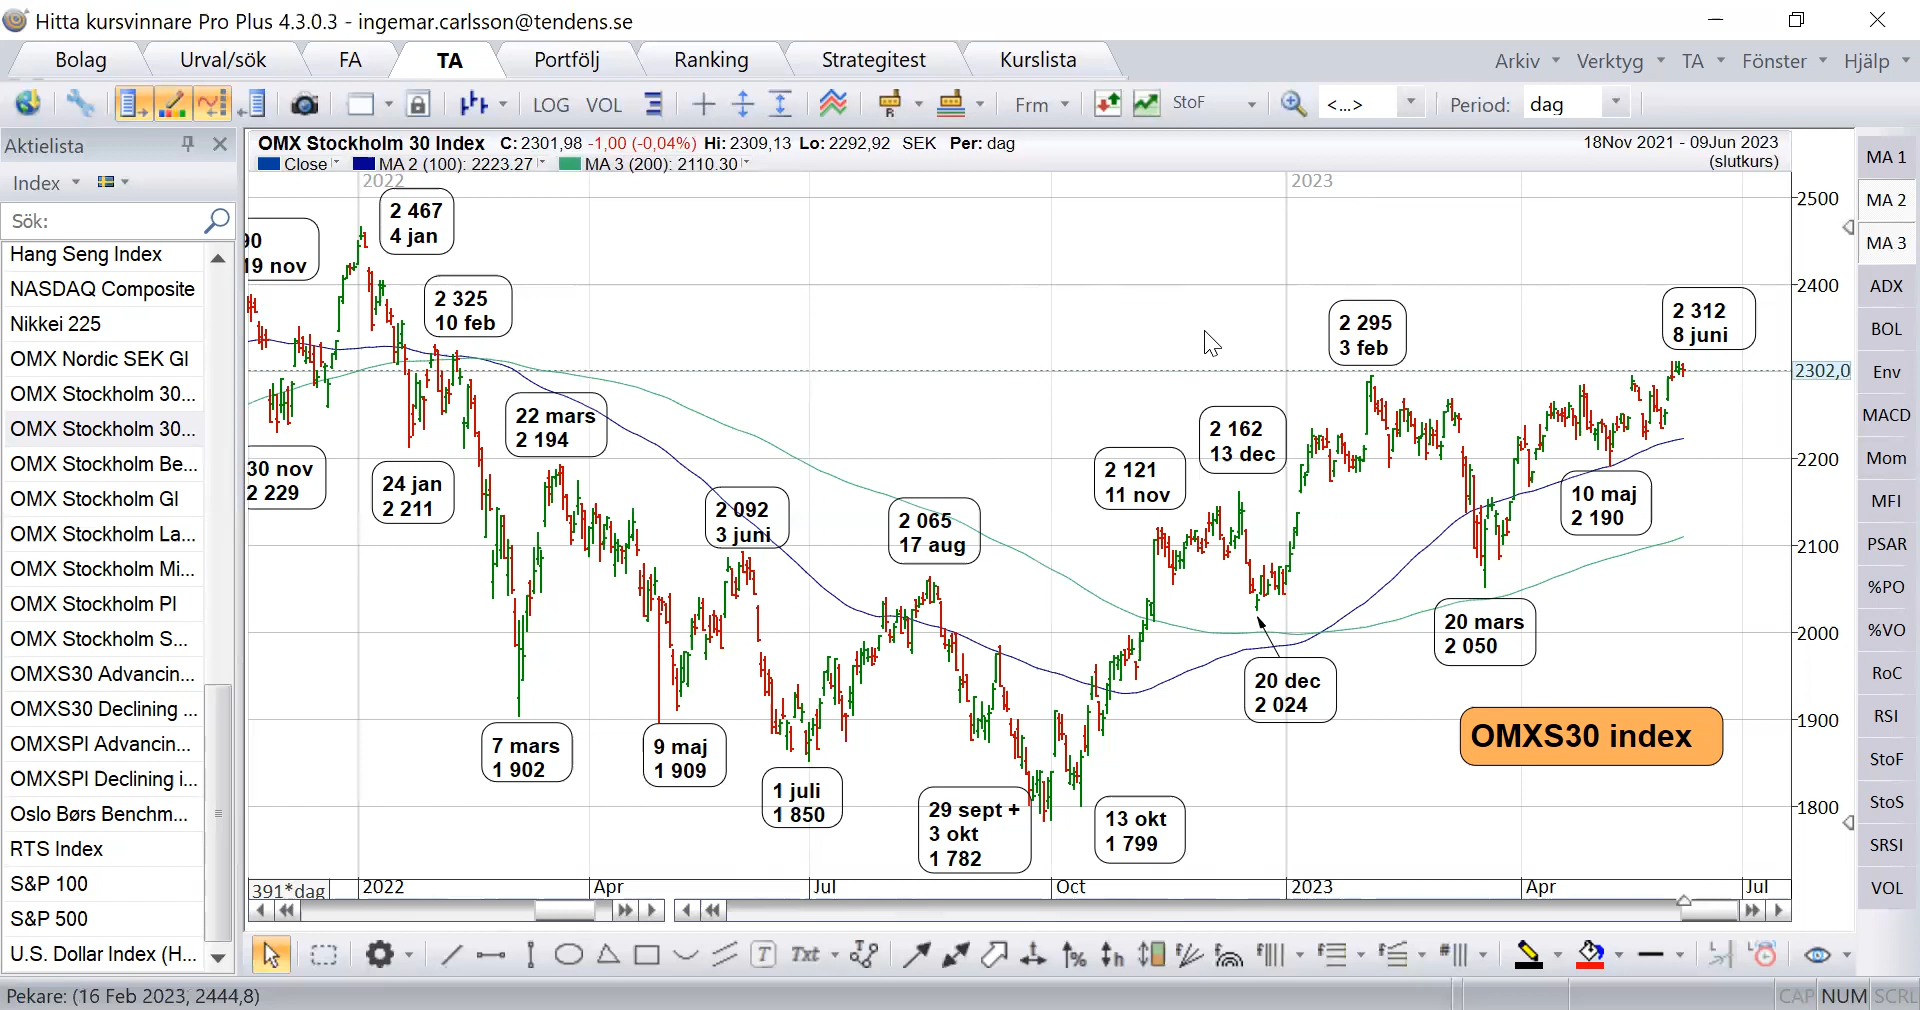 Hitta kursvinnare Pro Plus 4.3.0.3 - ingemar.carlsson@tendens.se
Bolag Urval/sök FA TA Portfölj Ranking Strategitest Kurslista
Arkiv Verktyg TA Fönster Hjälp
LOG VOL Frm StoF <...> Period: dag
Aktielista
Index
Sök:
Hang Seng Index
NASDAQ Composite
Nikkei 225
OMX Nordic SEK GI
OMX Stockholm 30...
OMX Stockholm 30...
OMX Stockholm Be...
OMX Stockholm GI
OMX Stockholm La...
OMX Stockholm Mi...
OMX Stockholm PI
OMX Stockholm S...
OMXS30 Advancin...
OMXS30 Declining ...
OMXSPI Advancin...
OMXSPI Declining i...
Oslo Børs Benchm...
RTS Index
S&P 100
S&P 500
U.S. Dollar Index (H...
OMX Stockholm 30 Index C: 2301,98 -1,00 (-0,04%) Hi: 2309,13 Lo: 2292,92 SEK Per: dag
18Nov 2021 - 09Jun 2023
(slutkurs)
Close MA 2 (100): 2223.27 MA 3 (200): 2110.30
2022
2023
90
19 nov
2 467
4 jan
2 325
10 feb
30 nov
2 229
24 jan
2 211
22 mars
2 194
7 mars
1 902
2 092
3 juni
9 maj
1 909
1 juli
1 850
2 065
17 aug
29 sept +
3 okt
1 782
13 okt
1 799
2 121
11 nov
2 162
13 dec
20 dec
2 024
2 295
3 feb
20 mars
2 050
10 maj
2 190
2 312
8 juni
OMXS30 index
2500
2400
2302,0
2200
2100
2000
1900
1800
391*dag
2022 Apr Jul Oct 2023 Apr Jul
MA 1
MA 2
MA 3
ADX
BOL
Env
MACD
Mom
MFI
PSAR
%PO
%VO
RoC
RSI
StoF
StoS
SRSI
VOL
T Txt
Pekare: (16 Feb 2023, 2444,8)
CAP NUM SCRL